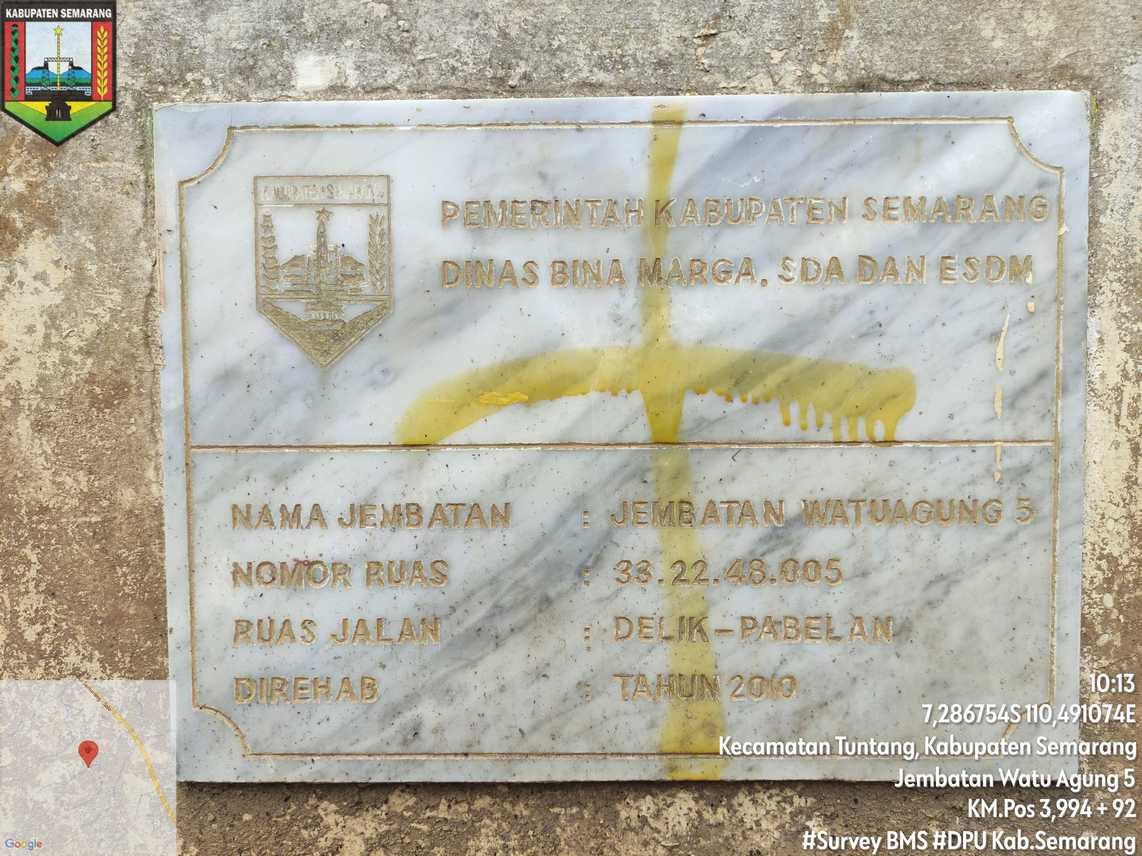 KABUPATEN SEMARANG
PEMERINTAH KABUPATEN SEMARANG
DINAS BINA MARGA, SDA DAN ESDM
NAMA JEMBATAN : JEMBATAN WATUAGUNG 5
NOMOR RUAS : 33.22.48.005
RUAS JALAN : DELIK-PABELAN
DIREHAB : TAHUN 2010
10:13
7,286754S 110,491074E
Kecamatan Tuntang, Kabupaten Semarang
Jembatan Watu Agung 5
KM.Pos 3,994 + 92
#Survey BMS #DPU Kab.Semarang
Google